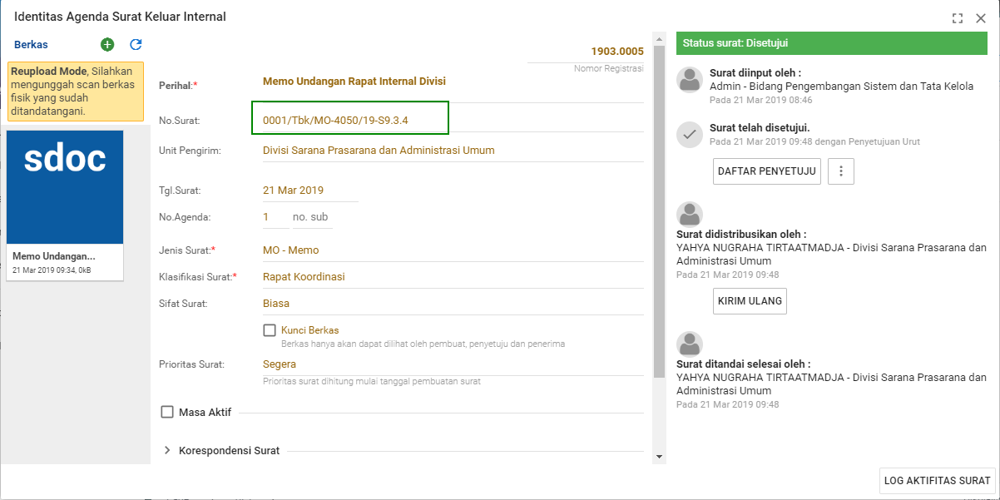 Identitas Agenda Surat Keluar Internal
Berkas
Reupload Mode, Silahkan
mengunggah scan berkas
fisik yang sudah
ditandatangani.
sdoc
Memo Undangan...
21 Mar 2019 09:34, 0kB
1903.0005
Nomor Registrasi
Perihal:* Memo Undangan Rapat Internal Divisi
No.Surat: 0001/Tbk/MO-4050/19-S9.3.4
Unit Pengirim: Divisi Sarana Prasarana dan Administrasi Umum
Tgl.Surat: 21 Mar 2019
No.Agenda: 1 no. sub
Jenis Surat:* MO - Memo
Klasifikasi Surat:* Rapat Koordinasi
Sifat Surat: Biasa
Kunci Berkas
Berkas hanya akan dapat dilihat oleh pembuat, penyetuju dan penerima
Prioritas Surat: Segera
Prioritas surat dihitung mulai tanggal pembuatan surat
Masa Aktif
Korespondensi Surat
Status surat: Disetujui
Surat diinput oleh :
Admin - Bidang Pengembangan Sistem dan Tata Kelola
Pada 21 Mar 2019 08:46
Surat telah disetujui.
Pada 21 Mar 2019 09:48 dengan Penyetujuan Urut
DAFTAR PENYETUJU
Surat didistribusikan oleh :
YAHYA NUGRAHA TIRTAATMADJA - Divisi Sarana Prasarana dan
Administrasi Umum
Pada 21 Mar 2019 09:48
KIRIM ULANG
Surat ditandai selesai oleh :
YAHYA NUGRAHA TIRTAATMADJA - Divisi Sarana Prasarana dan
Administrasi Umum
Pada 21 Mar 2019 09:48
LOG AKTIFITAS SURAT